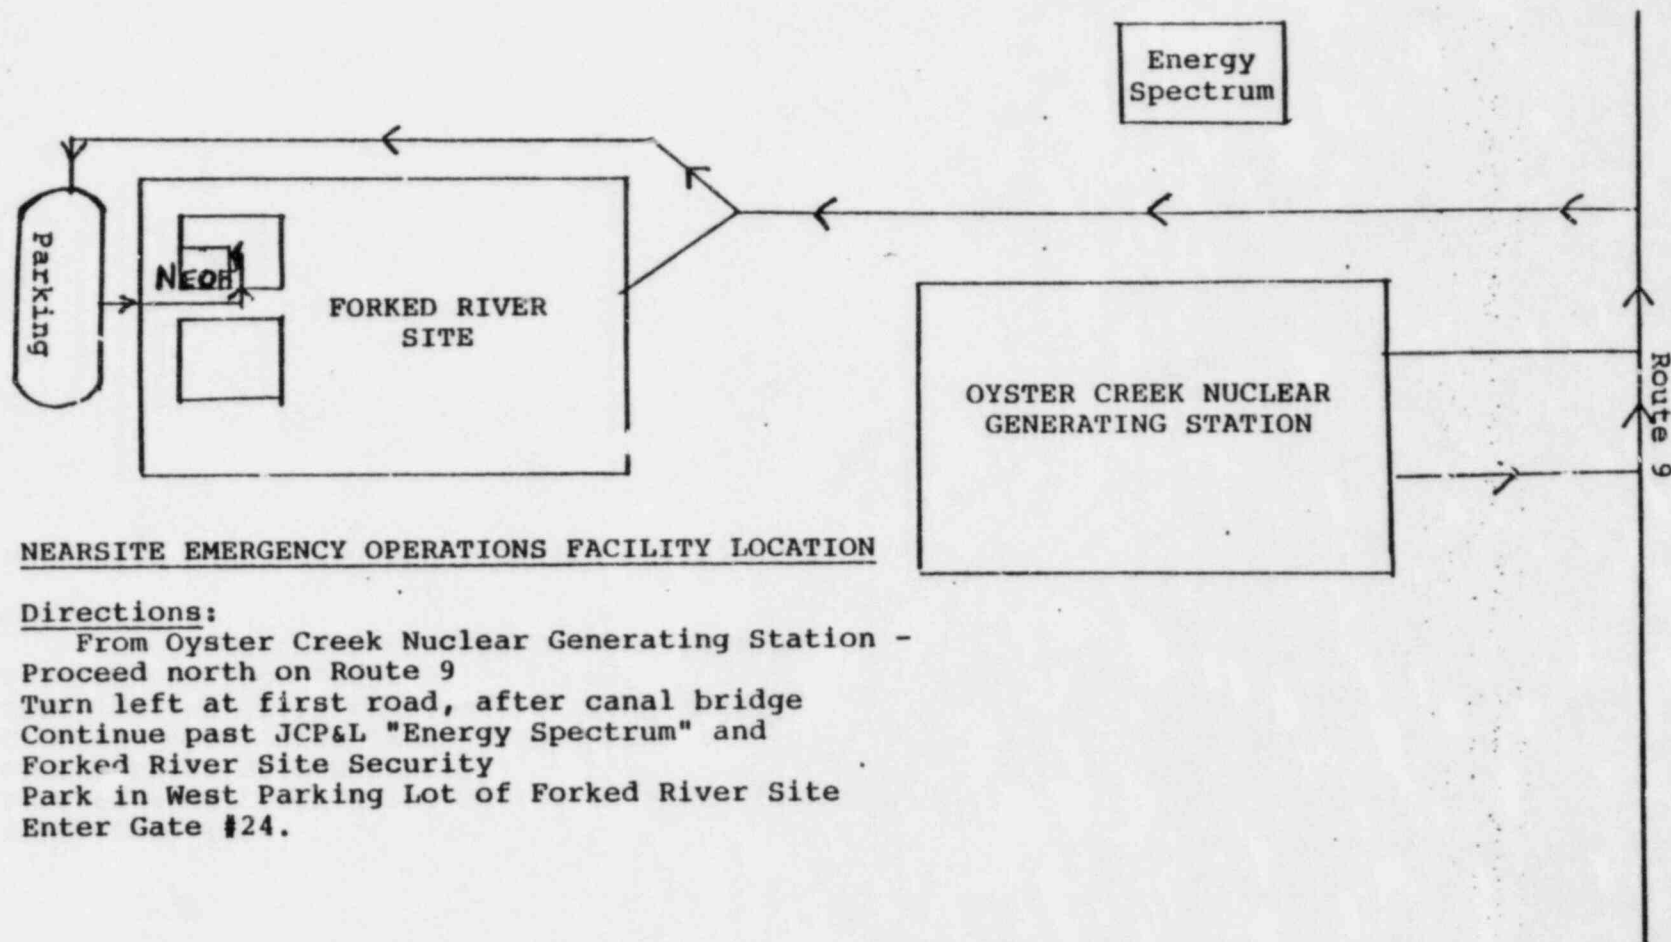 Energy
Spectrum
Parking
NEOF
FORKED RIVER
SITE
OYSTER CREEK NUCLEAR
GENERATING STATION
Route 9
NEARSITE EMERGENCY OPERATIONS FACILITY LOCATION
Directions:
From Oyster Creek Nuclear Generating Station -
Proceed north on Route 9
Turn left at first road, after canal bridge
Continue past JCP&L "Energy Spectrum" and
Forked River Site Security
Park in West Parking Lot of Forked River Site
Enter Gate #24.